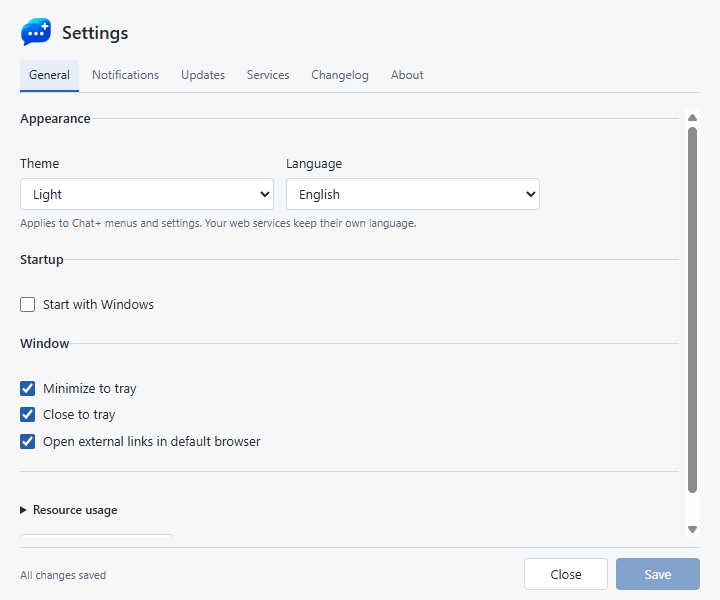 Settings
General Notifications Updates Services Changelog About
Appearance
Theme Language
Light English
Applies to Chat+ menus and settings. Your web services keep their own language.
Startup
Start with Windows
Window
Minimize to tray
Close to tray
Open external links in default browser
Resource usage
All changes saved Close Save